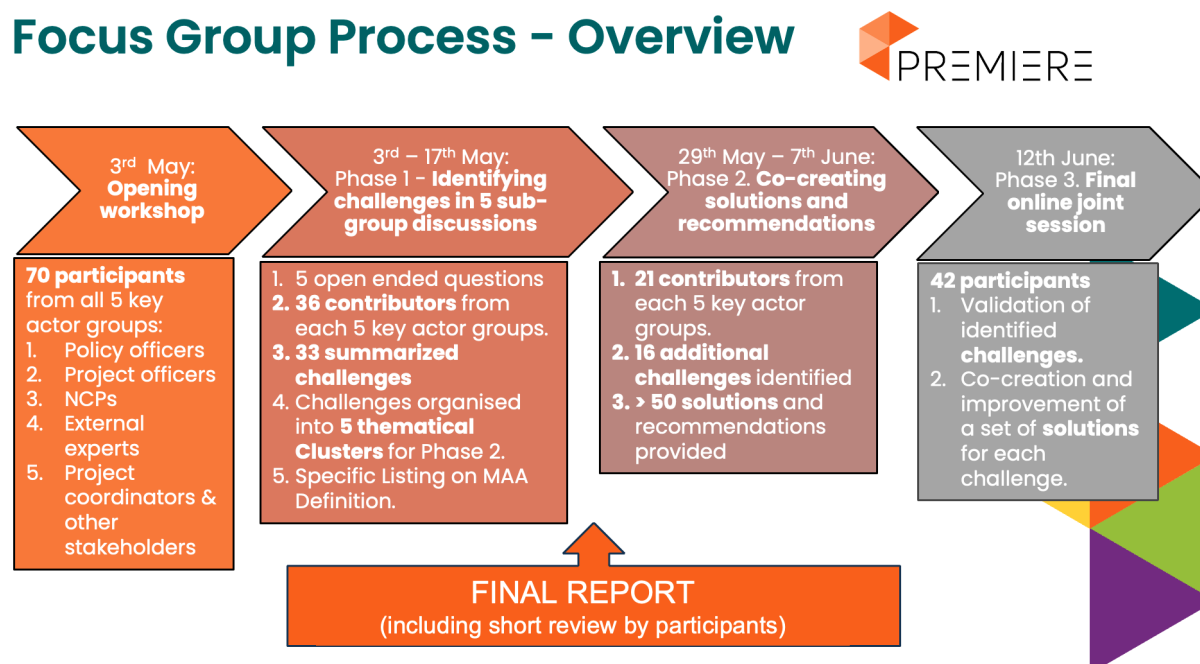 Focus Group Process - Overview
PREMIERE
3rd May:
Opening
workshop
70 participants
from all 5 key
actor groups:
1. Policy officers
2. Project officers
3. NCPs
4. External
experts
5. Project
coordinators &
other
stakeholders
3rd – 17th May:
Phase 1 - Identifying
challenges in 5 sub-
group discussions
1. 5 open ended questions
2. 36 contributors from
each 5 key actor groups.
3. 33 summarized
challenges
4. Challenges organised
into 5 thematical
Clusters for Phase 2.
5. Specific Listing on MAA
Definition.
29th May – 7th June:
Phase 2. Co-creating
solutions and
recommendations
1. 21 contributors from
each 5 key actor
groups.
2. 16 additional
challenges identified
3. > 50 solutions and
recommendations
provided
12th June:
Phase 3. Final
online joint
session
42 participants
1. Validation of
identified
challenges.
2. Co-creation and
improvement of
a set of solutions
for each
challenge.
FINAL REPORT
(including short review by participants)